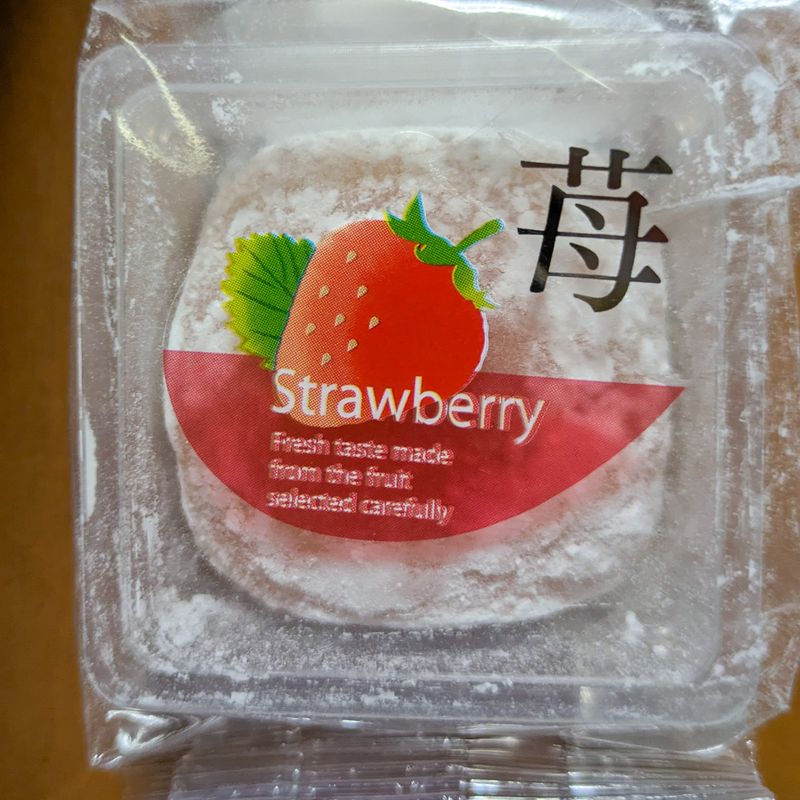 苺
Strawberry
Fresh taste made
from the fruit
selected carefully